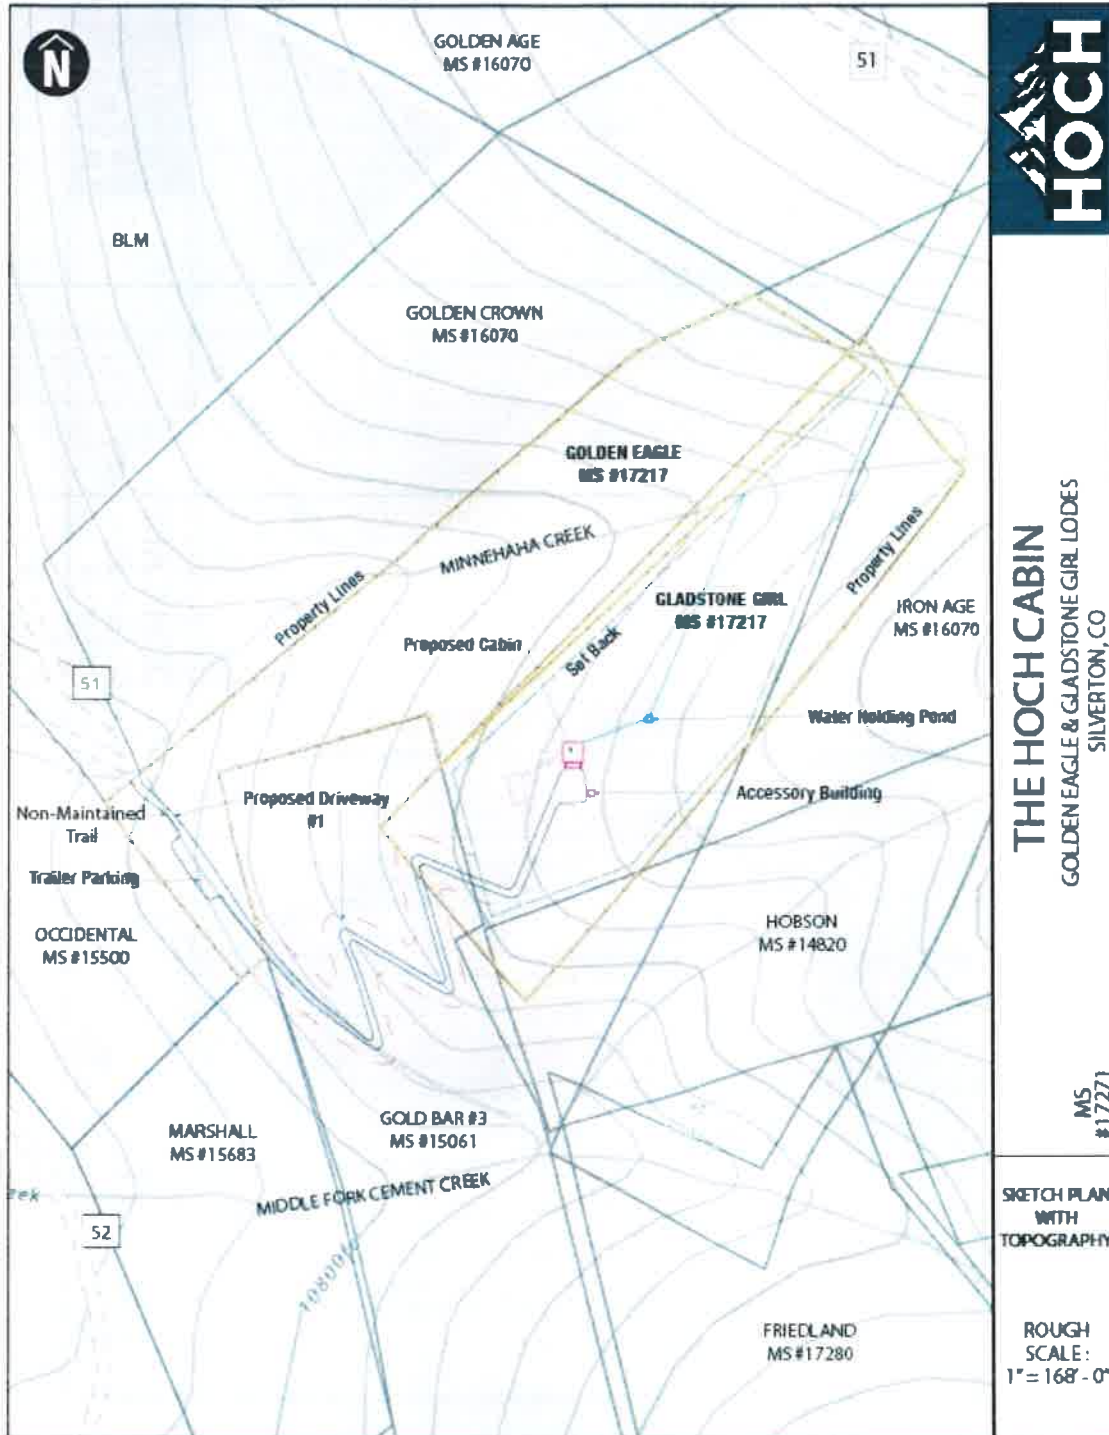 N
GOLDEN AGE
MS #16070
51
BLM
GOLDEN CROWN
MS #16070
GOLDEN EAGLE
MS #17217
MINNEHAHA CREEK
Property Lines
GLADSTONE GIRL
MS #17217
Property Lines
IRON AGE
MS #16070
Proposed Cabin
Set Back
51
Water Holding Pond
Proposed Driveway
#1
Accessory Building
Non-Maintained
Trail
Trailer Parking
OCCIDENTAL
MS #15500
HOBSON
MS #14820
MARSHALL
MS #15683
GOLD BAR #3
MS #15061
MIDDLE FORK CEMENT CREEK
52
FRIEDLAND
MS #17280
HOCH
THE HOCH CABIN
GOLDEN EAGLE & GLADSTONE GIRL LODES
SILVERTON, CO
MS
#17271
SKETCH PLAN
WITH
TOPOGRAPHY
ROUGH
SCALE:
1" = 168' - 0"